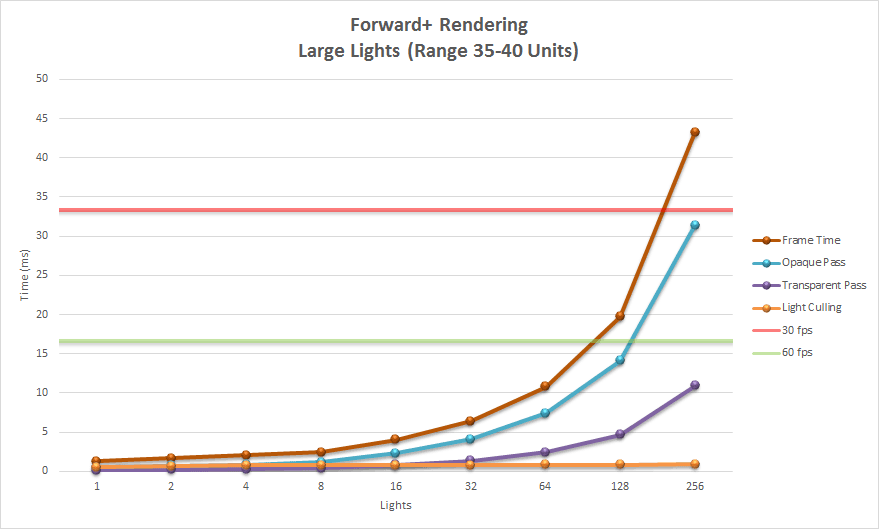 Forward+ Rendering
Large Lights (Range 35-40 Units)
50
45
40
35
30
25
20
15
10
5
0
Time (ms)
1 2 4 8 16 32 64 128 256
Lights
Frame Time
Opaque Pass
Transparent Pass
Light Culling
30 fps
60 fps